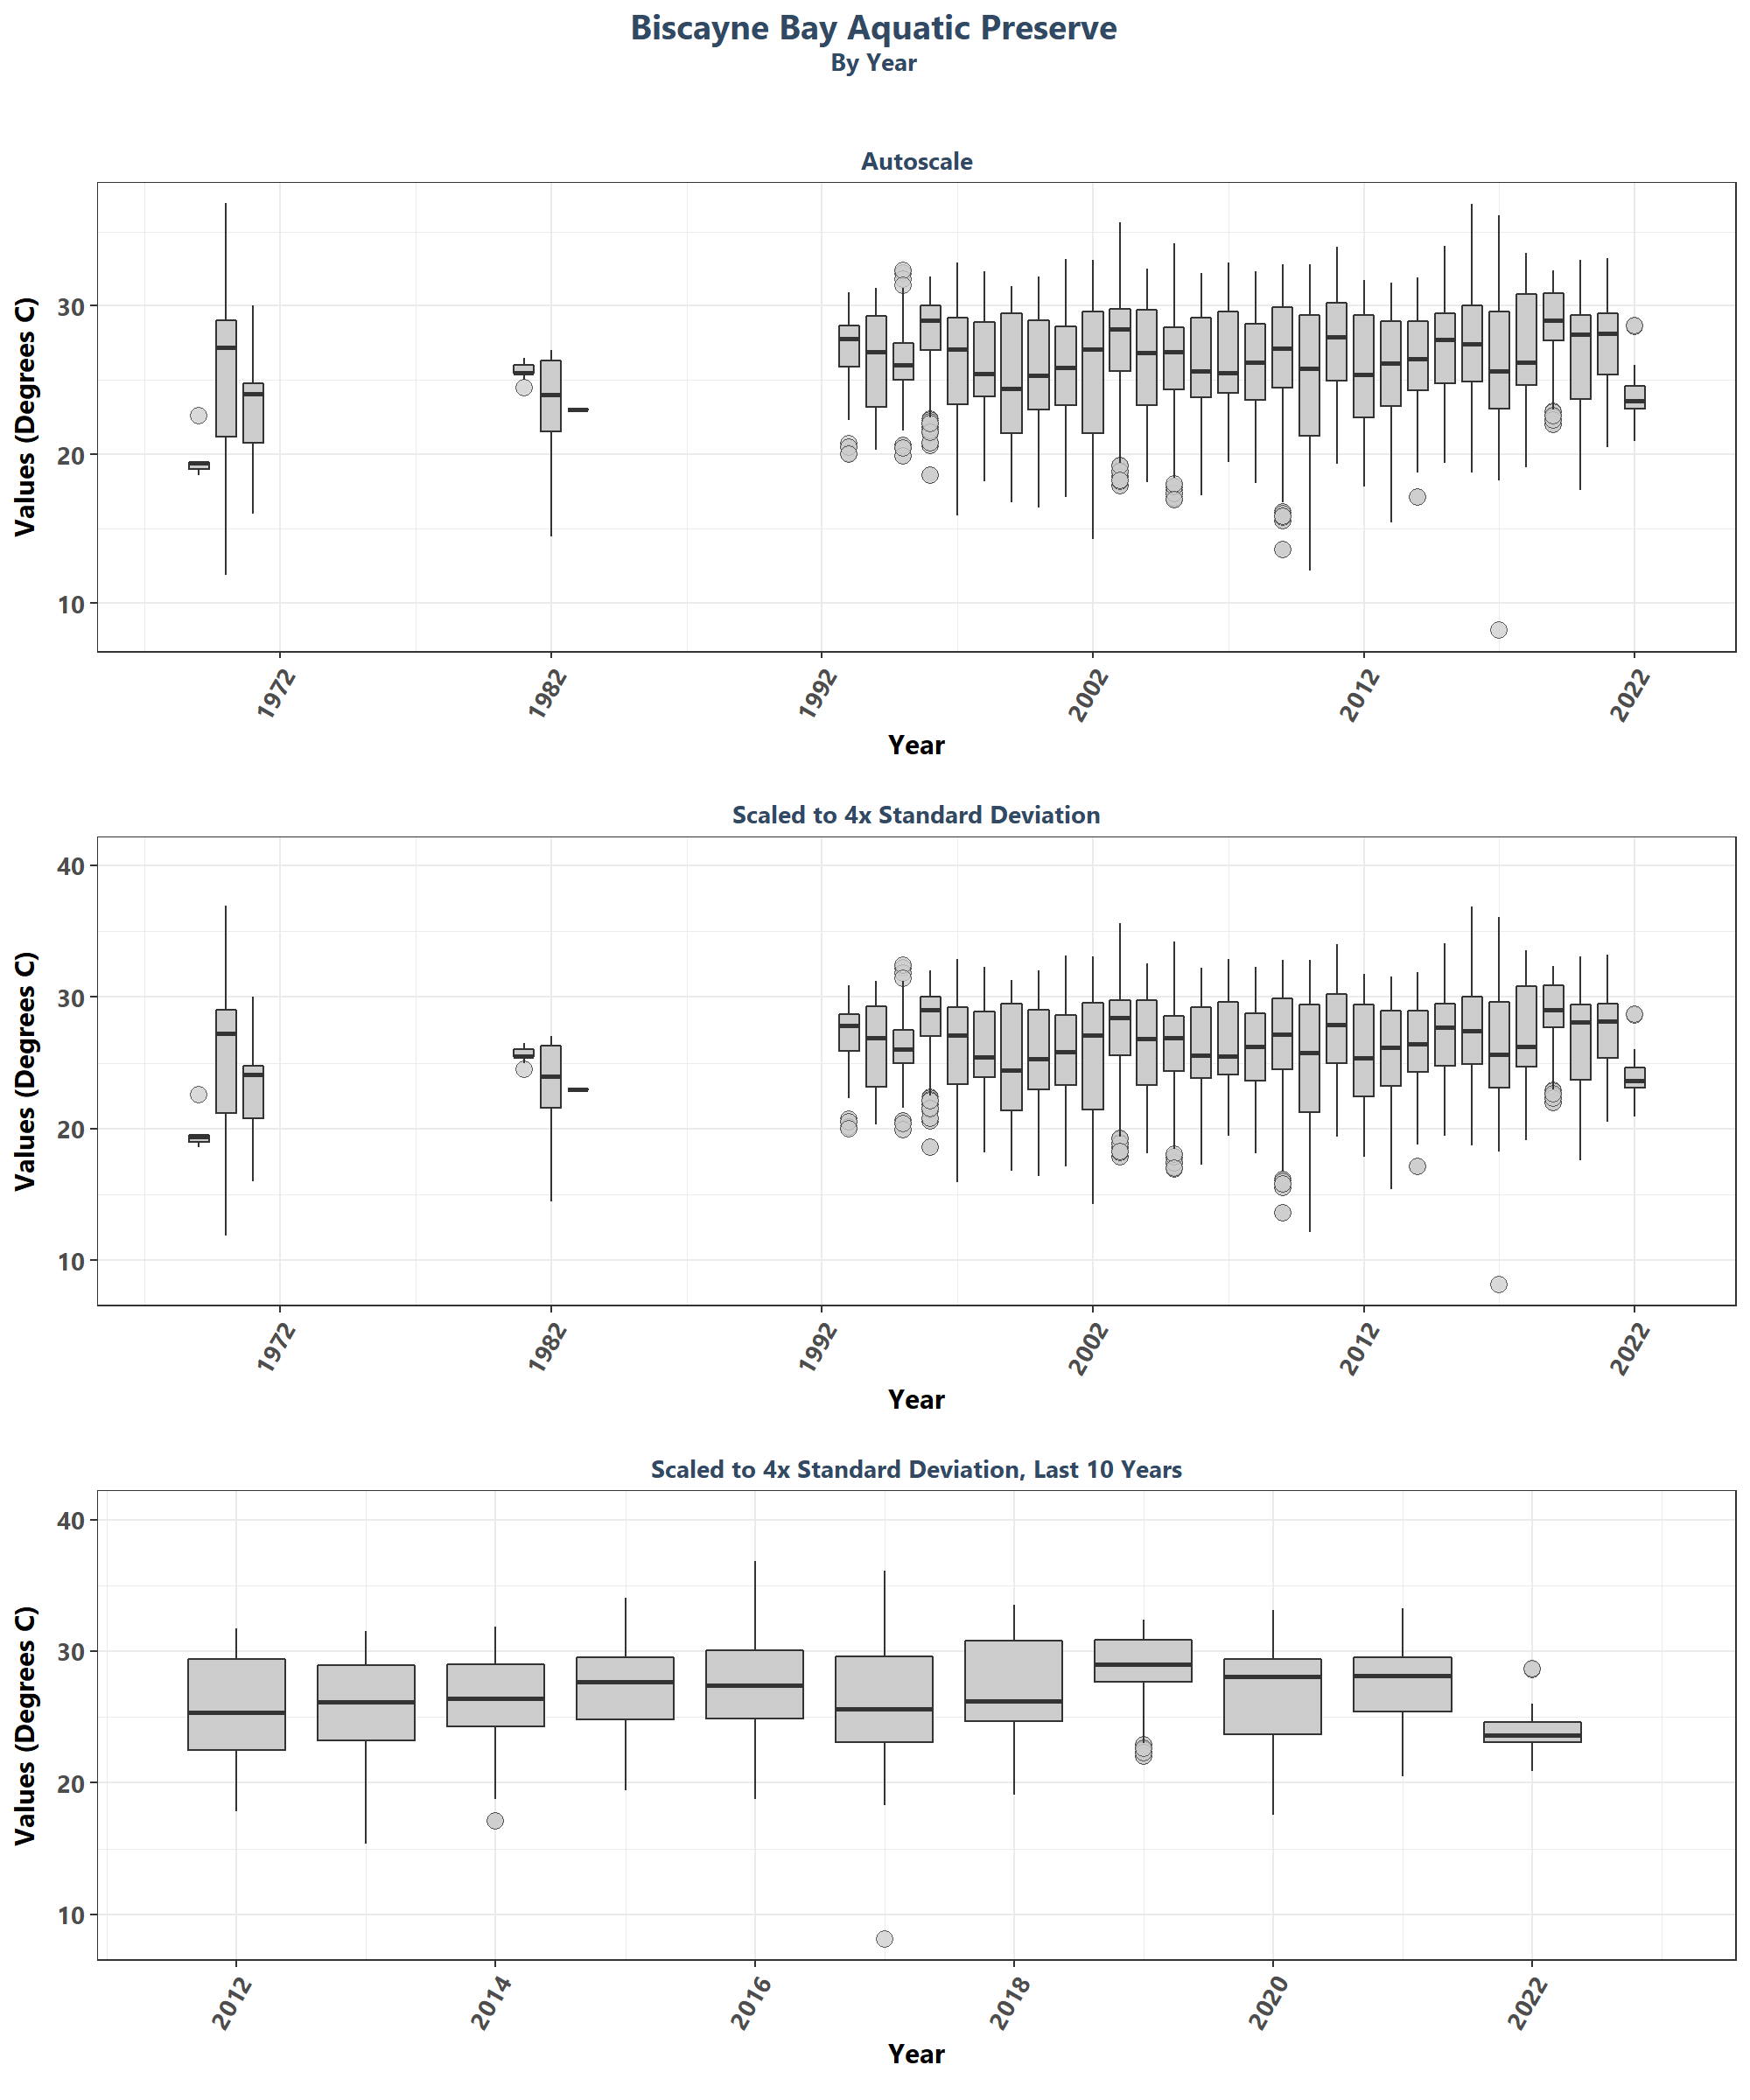 Biscayne Bay Aquatic Preserve
By Year
Autoscale
Values (Degrees C)
30
20
10
1972
1982
1992
2002
2012
2022
Year
Scaled to 4x Standard Deviation
Values (Degrees C)
40
30
20
10
1972
1982
1992
2002
2012
2022
Year
Scaled to 4x Standard Deviation, Last 10 Years
Values (Degrees C)
40
30
20
10
2012
2014
2016
2018
2020
2022
Year